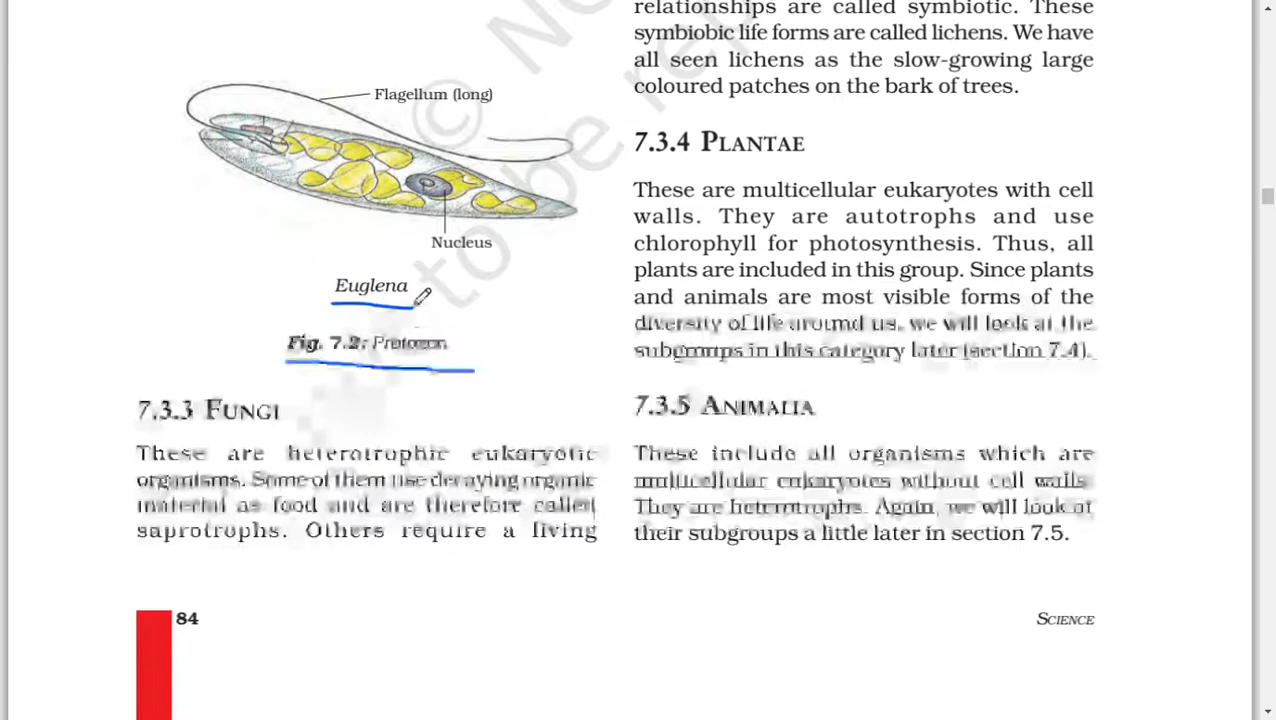 Flagellum (long)
Nucleus
Euglena
Fig. 7.2: Protozoa
7.3.3 FUNGI
These are heterotrophic eukaryotic
organisms. Some of them use decaying organic
material as food and are therefore called
saprotrophs. Others require a living
relationships are called symbiotic. These
symbiobic life forms are called lichens. We have
all seen lichens as the slow-growing large
coloured patches on the bark of trees.
7.3.4 PLANTAE
These are multicellular eukaryotes with cell
walls. They are autotrophs and use
chlorophyll for photosynthesis. Thus, all
plants are included in this group. Since plants
and animals are most visible forms of the
diversity of life around us, we will look at the
subgroups in this category later (section 7.4).
7.3.5 ANIMALIA
These include all organisms which are
multicellular eukaryotes without cell walls.
They are heterotrophs. Again, we will look at
their subgroups a little later in section 7.5.
84
SCIENCE
© N
to be rep